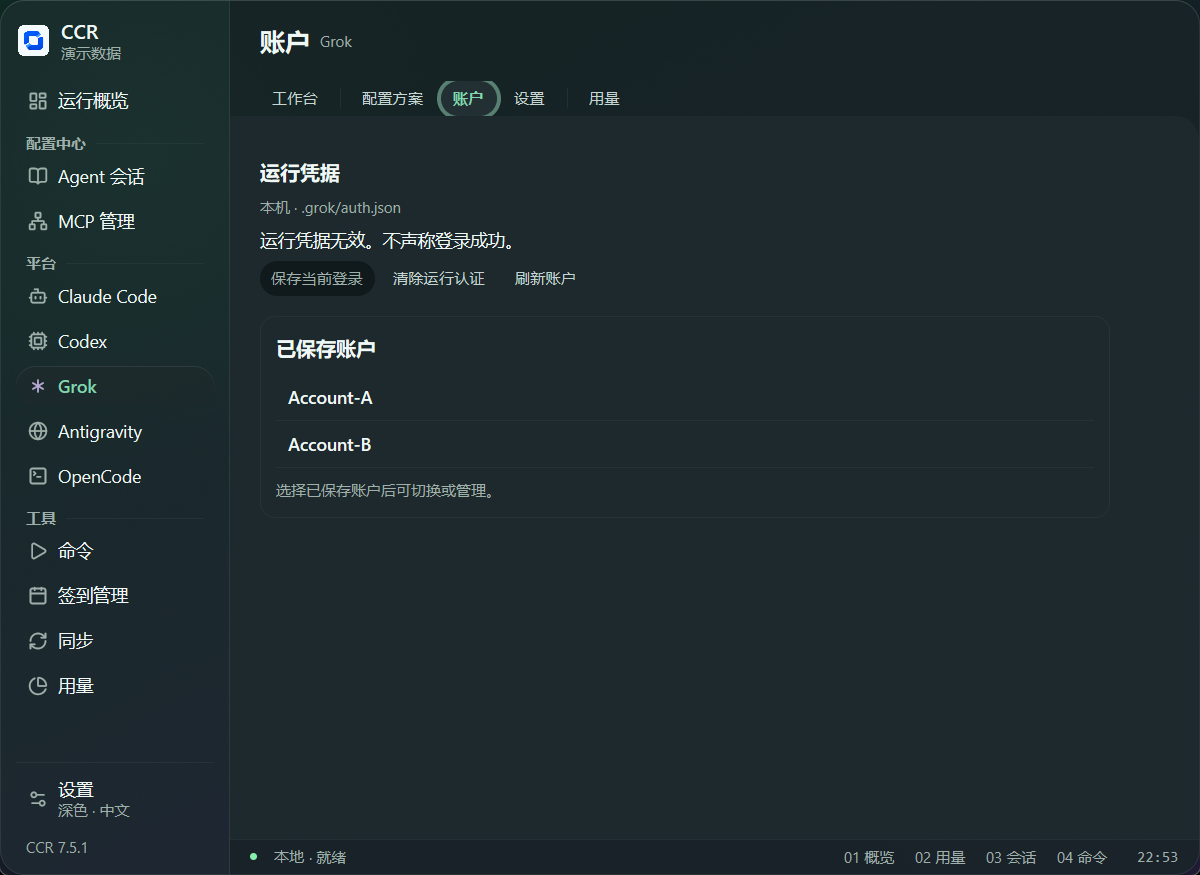 CCR
演示数据
运行概览
配置中心
Agent 会话
MCP 管理
平台
Claude Code
Codex
Grok
Antigravity
OpenCode
工具
命令
签到管理
同步
用量
设置
深色 · 中文
CCR 7.5.1
账户 Grok
工作台 配置方案 账户 设置 用量
运行凭据
本机 · .grok/auth.json
运行凭据无效。不声称登录成功。
保存当前登录 清除运行认证 刷新账户
已保存账户
Account-A
Account-B
选择已保存账户后可切换或管理。
本地 · 就绪 01 概览 02 用量 03 会话 04 命令 22:53